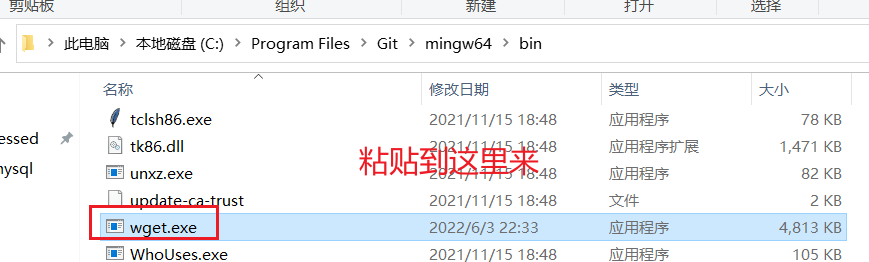 剪贴板 组织 新建 打开 选择
此电脑 本地磁盘 (C:) Program Files Git mingw64 bin
名称 修改日期 类型 大小
tclsh86.exe 2021/11/15 18:48 应用程序 78 KB
essed tk86.dll 2021/11/15 18:48 应用程序扩展 1,471 KB
粘贴到这里来
nysql unxz.exe 2021/11/15 18:48 应用程序 82 KB
update-ca-trust 2021/11/15 18:48 文件 2 KB
wget.exe 2022/6/3 22:33 应用程序 4,813 KB
WhoUses.exe 2021/11/15 18:48 应用程序 105 KB